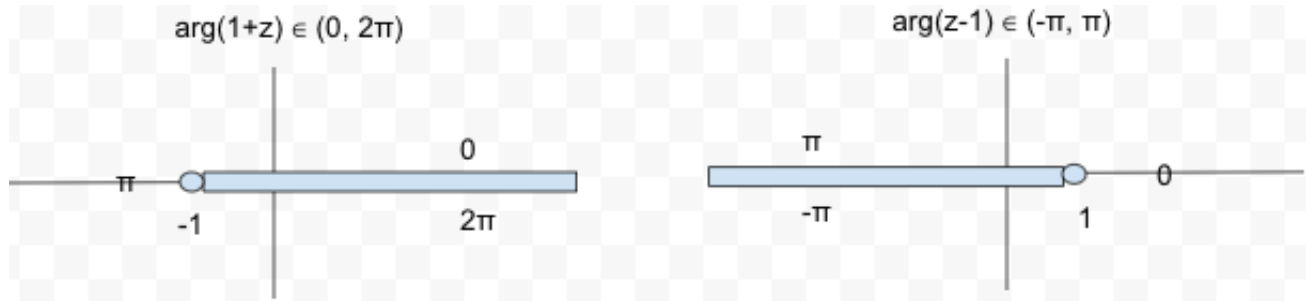 arg(1+z) ∈ (0, 2π)
0
π
-1
2π
arg(z-1) ∈ (-π, π)
π
0
-π
1